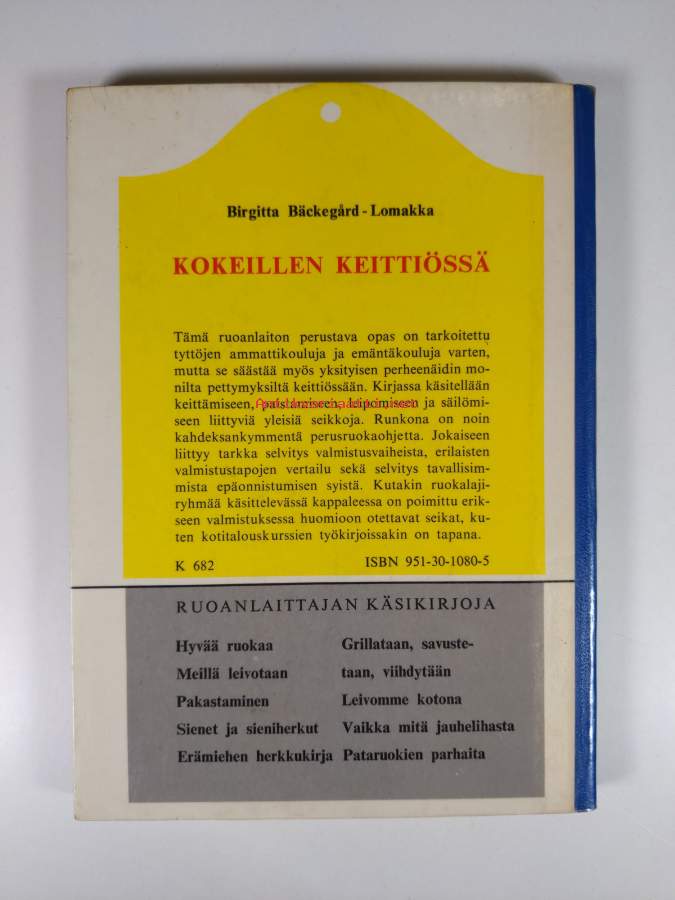 Birgitta Bäckegård - Lomakka
KOKEILLEN KEITTIÖSSÄ
Tämä ruoanlaiton perustava opas on tarkoitettu
tyttöjen ammattikouluja ja emäntäkouluja varten,
mutta se säästää myös yksityisen perheenäidin mo-
nilta pettymyksiltä keittiössään. Kirjassa käsitellään
keittämiseen, paistamiseen, leipomiseen ja säilömi-
seen liittyviä yleisiä seikkoja. Runkona on noin
kahdeksankymmentä perusruokaohjetta. Jokaiseen
liittyy tarkka selvitys valmistusvaiheista, erilaisten
valmistustapojen vertailu sekä selvitys tavallisim-
mista epäonnistumisen syistä. Kutakin ruokalaji-
ryhmää käsittelevässä kappaleessa on poimittu erik-
seen valmistuksessa huomioon otettavat seikat, ku-
ten kotitalouskurssien työkirjoissakin on tapana.
K 682 ISBN 951-30-1080-5
RUOANLAITTAJAN KÄSIKIRJOJA
Hyvää ruokaa Grillataan, savuste-
Meillä leivotaan taan, viihdytään
Pakastaminen Leivomme kotona
Sienet ja sieniherkut Vaikka mitä jauhelihasta
Erämiehen herkkukirja Pataruokien parhaita